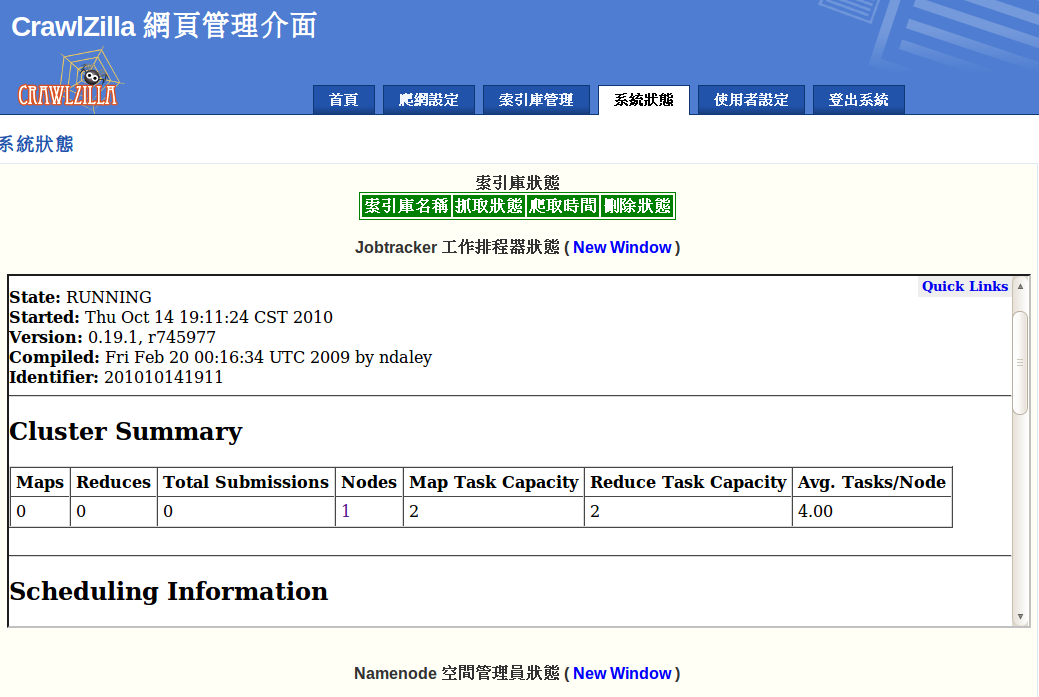 CrawlZilla 網頁管理介面
CRAWLZILLA
首頁 爬網設定 索引庫管理 系統狀態 使用者設定 登出系統
系統狀態
索引庫狀態
索引庫名稱 抓取狀態 爬取時間 刪除狀態
Jobtracker 工作排程器狀態 ( New Window )
Quick Links
State: RUNNING
Started: Thu Oct 14 19:11:24 CST 2010
Version: 0.19.1, r745977
Compiled: Fri Feb 20 00:16:34 UTC 2009 by ndaley
Identifier: 201010141911
Cluster Summary
Maps Reduces Total Submissions Nodes Map Task Capacity Reduce Task Capacity Avg. Tasks/Node
0 0 0 1 2 2 4.00
Scheduling Information
Namenode 空間管理員狀態 ( New Window )